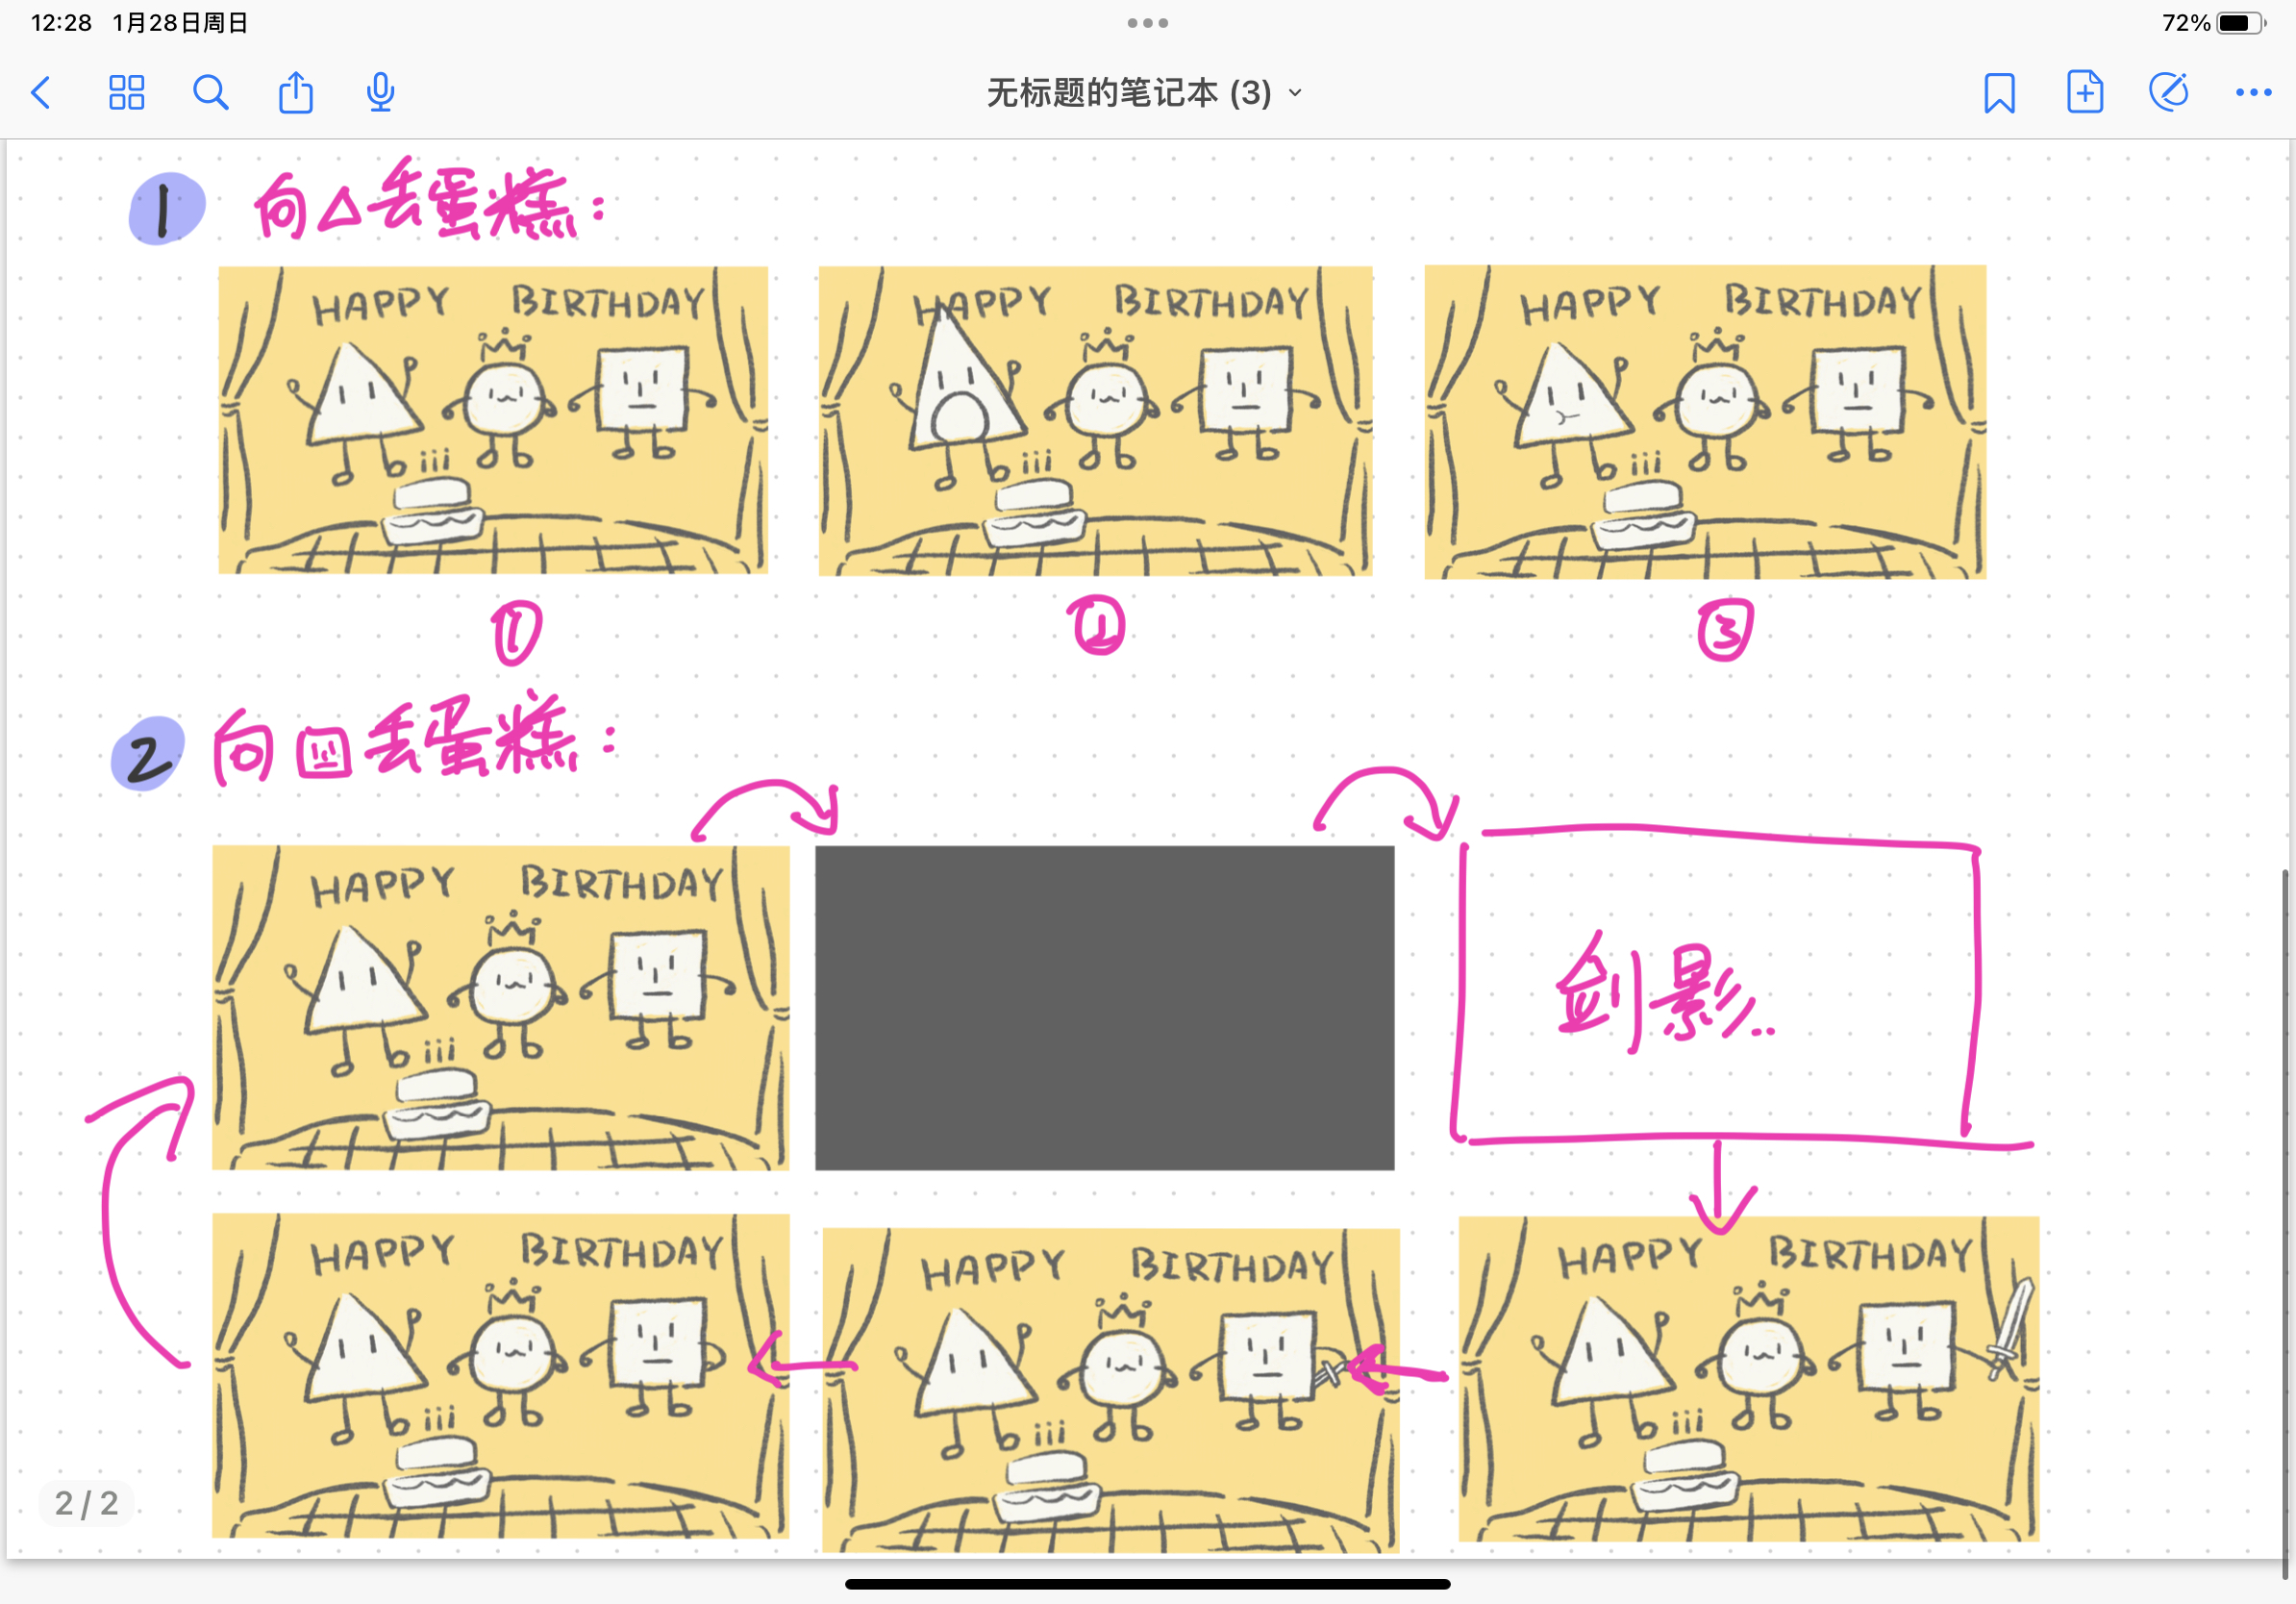 12:28 1月28日周日
72%
无标题的笔记本 (3)
1 向△丢蛋糕：
HAPPY BIRTHDAY
HAPPY BIRTHDAY
HAPPY BIRTHDAY
① ② ③
2 向 丢蛋糕：
HAPPY BIRTHDAY
剑影..
HAPPY BIRTHDAY
HAPPY BIRTHDAY
HAPPY BIRTHDAY
2 / 2